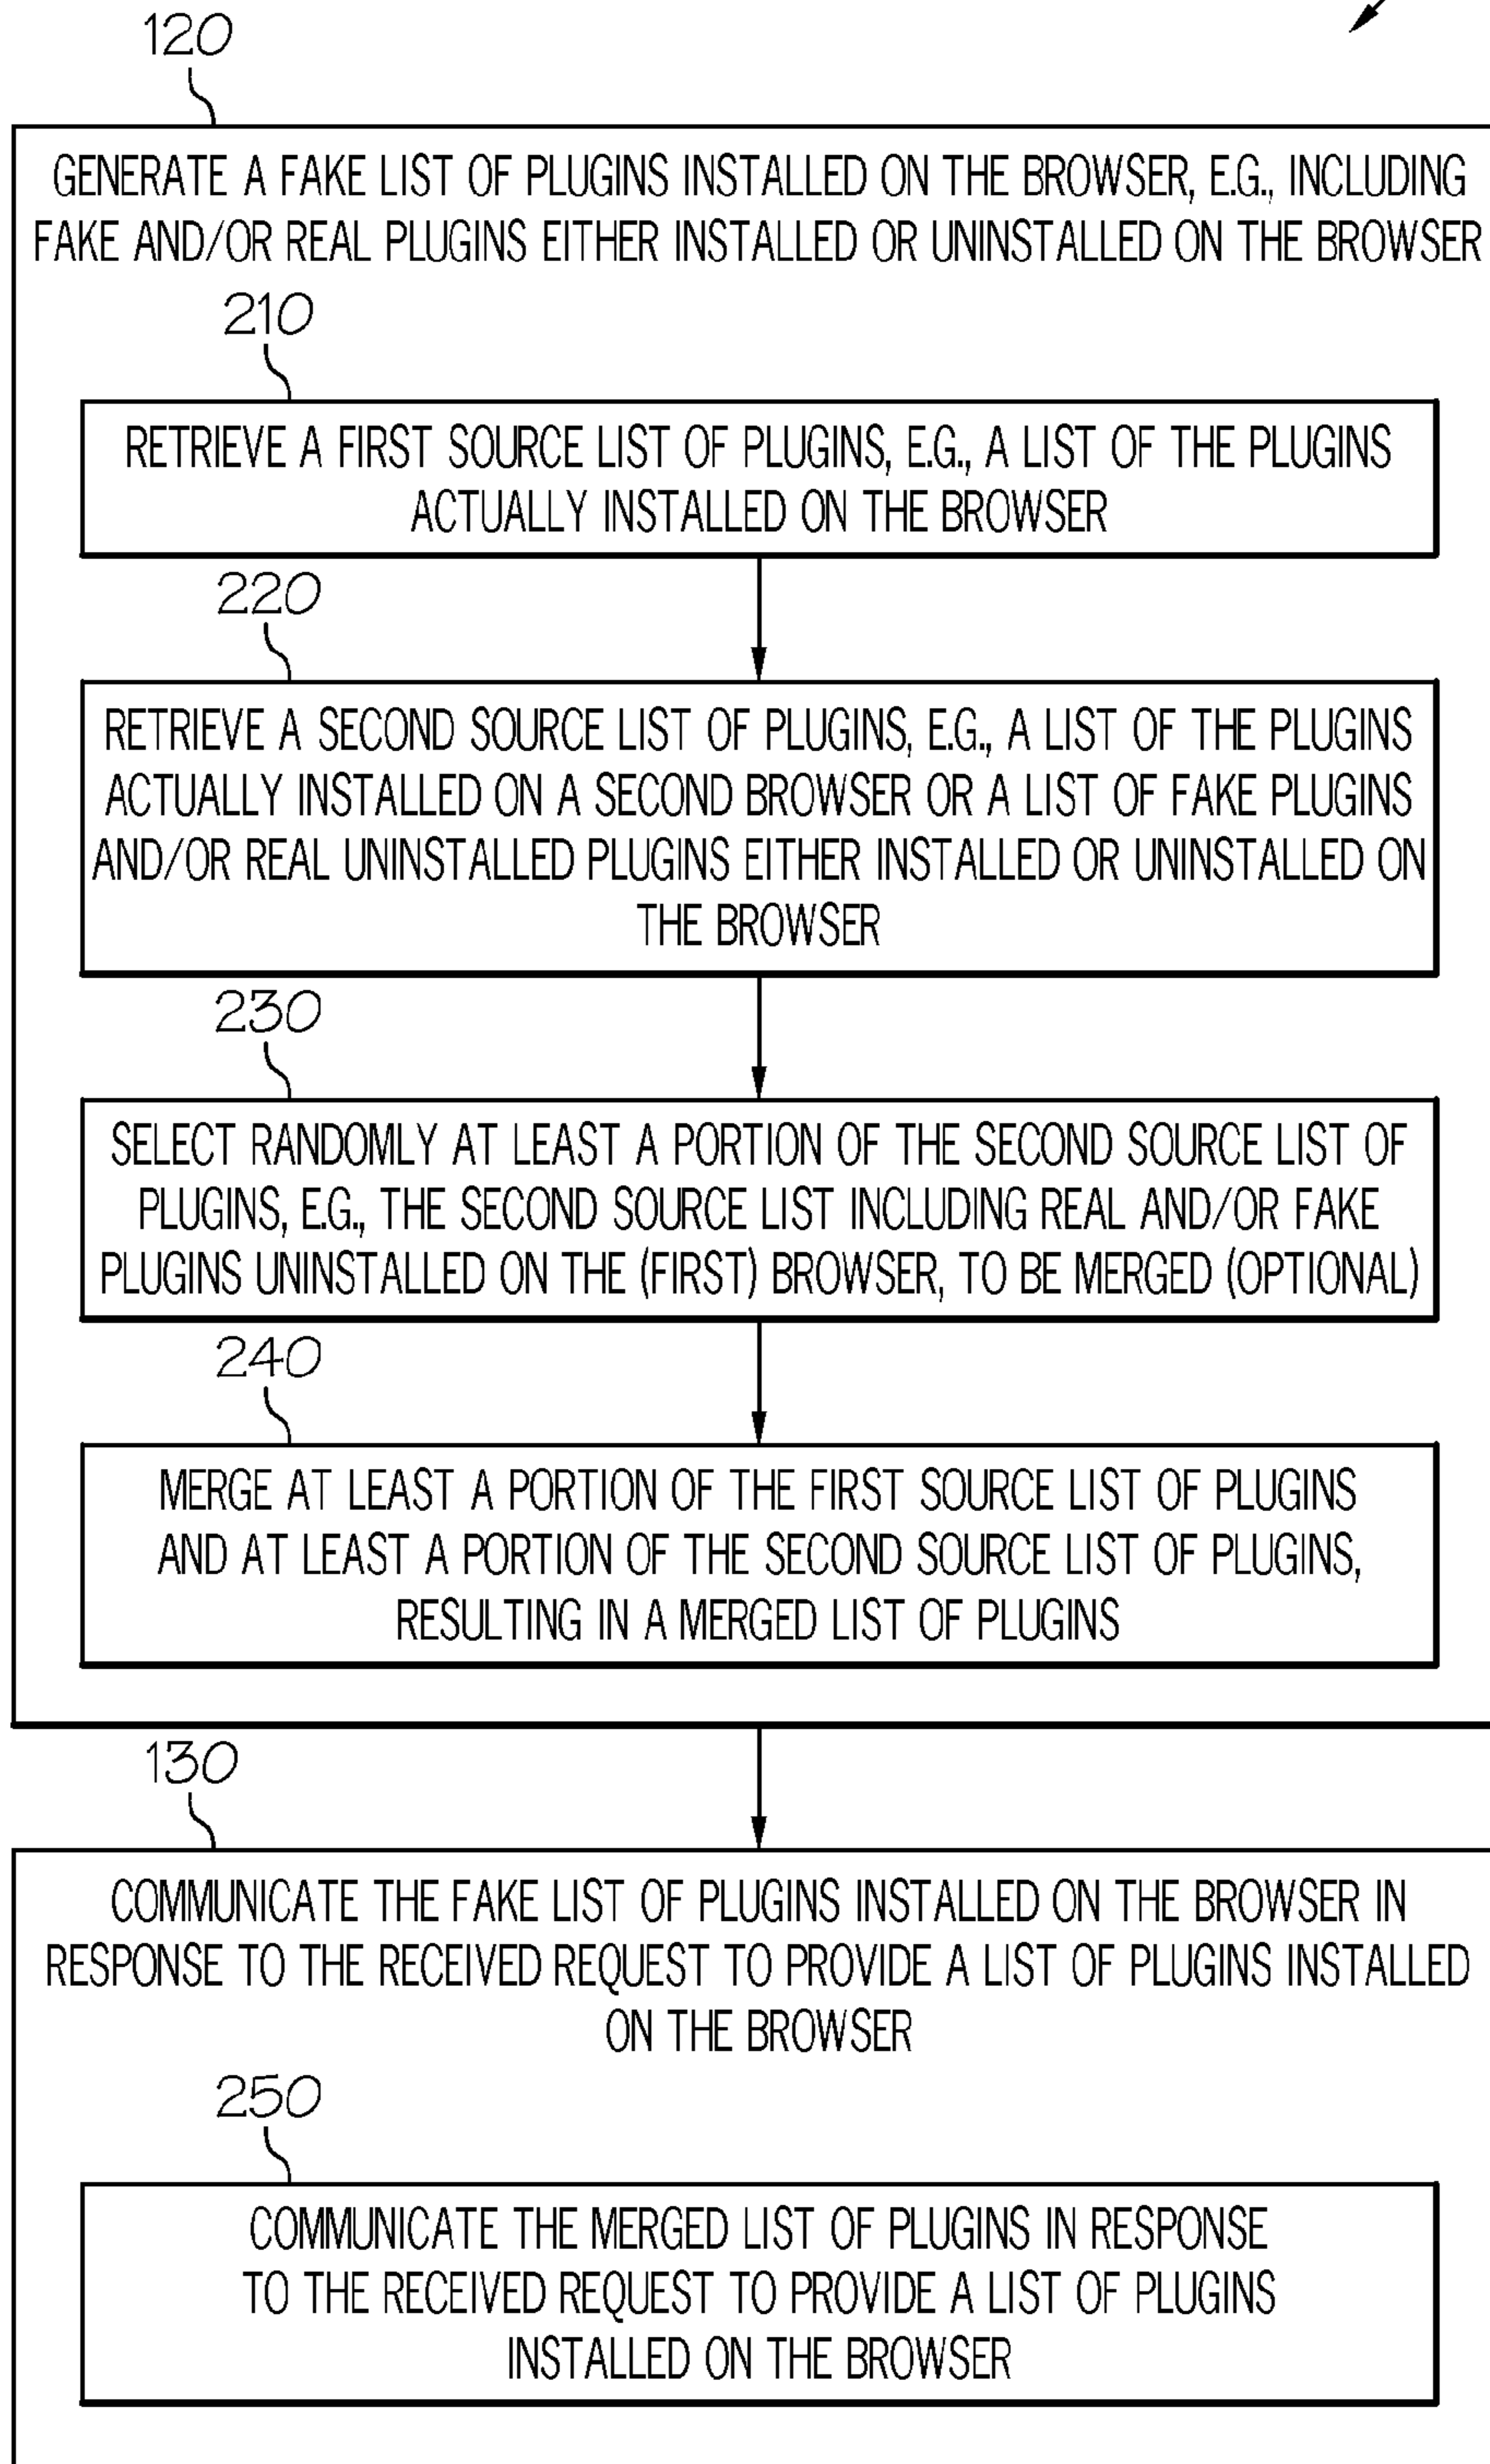 120
GENERATE A FAKE LIST OF PLUGINS INSTALLED ON THE BROWSER, E.G., INCLUDING
FAKE AND/OR REAL PLUGINS EITHER INSTALLED OR UNINSTALLED ON THE BROWSER
210
RETRIEVE A FIRST SOURCE LIST OF PLUGINS, E.G., A LIST OF THE PLUGINS
ACTUALLY INSTALLED ON THE BROWSER
220
RETRIEVE A SECOND SOURCE LIST OF PLUGINS, E.G., A LIST OF THE PLUGINS
ACTUALLY INSTALLED ON A SECOND BROWSER OR A LIST OF FAKE PLUGINS
AND/OR REAL UNINSTALLED PLUGINS EITHER INSTALLED OR UNINSTALLED ON
THE BROWSER
230
SELECT RANDOMLY AT LEAST A PORTION OF THE SECOND SOURCE LIST OF
PLUGINS, E.G., THE SECOND SOURCE LIST INCLUDING REAL AND/OR FAKE
PLUGINS UNINSTALLED ON THE (FIRST) BROWSER, TO BE MERGED (OPTIONAL)
240
MERGE AT LEAST A PORTION OF THE FIRST SOURCE LIST OF PLUGINS
AND AT LEAST A PORTION OF THE SECOND SOURCE LIST OF PLUGINS,
RESULTING IN A MERGED LIST OF PLUGINS
130
COMMUNICATE THE FAKE LIST OF PLUGINS INSTALLED ON THE BROWSER IN
RESPONSE TO THE RECEIVED REQUEST TO PROVIDE A LIST OF PLUGINS INSTALLED
ON THE BROWSER
250
COMMUNICATE THE MERGED LIST OF PLUGINS IN RESPONSE
TO THE RECEIVED REQUEST TO PROVIDE A LIST OF PLUGINS
INSTALLED ON THE BROWSER